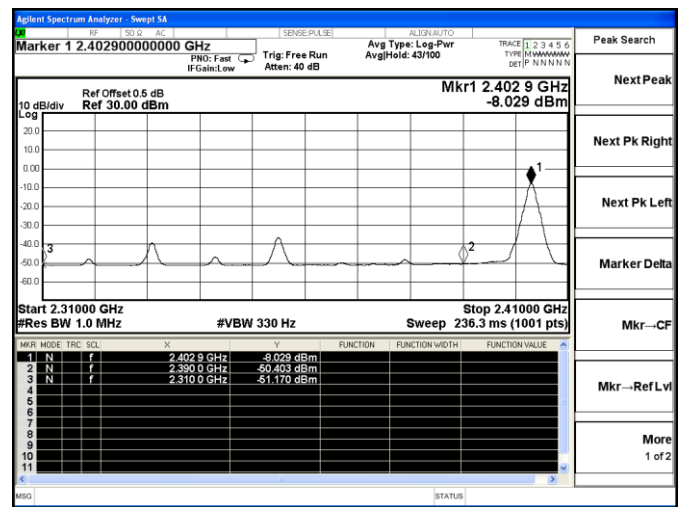 Agilent Spectrum Analyzer - Swept SA
RF 50 Ω AC SENSE:PULSE ALIGN AUTO
Marker 1 2.402900000000 GHz
PNO: Fast
IFGain:Low
Trig: Free Run
Atten: 40 dB
Avg Type: Log-Pwr
Avg|Hold: 43/100
TRACE 1 2 3 4 5 6
TYPE MWWWWW
DET P N N N N N
Peak Search
Mkr1 2.402 9 GHz
-8.029 dBm
Ref Offset 0.5 dB
10 dB/div Ref 30.00 dBm
Log
20.0
10.0
0.00
-10.0
-20.0
-30.0
-40.0
-50.0
-60.0
1
2
3
Start 2.31000 GHz Stop 2.41000 GHz
#Res BW 1.0 MHz #VBW 330 Hz Sweep 236.3 ms (1001 pts)
MKR MODE TRC SCL X Y FUNCTION FUNCTION WIDTH FUNCTION VALUE
1 N f 2.402 9 GHz -8.029 dBm
2 N f 2.390 0 GHz -50.403 dBm
3 N f 2.310 0 GHz -51.170 dBm
4
5
6
7
8
9
10
11
MSG STATUS
Next Peak
Next Pk Right
Next Pk Left
Marker Delta
Mkr→CF
Mkr→Ref Lvl
More
1 of 2